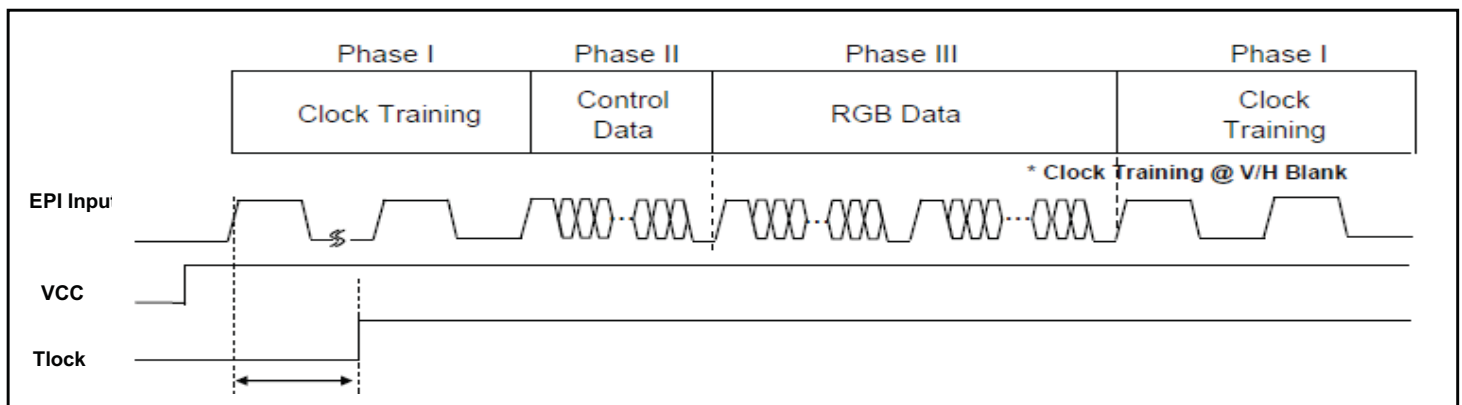 Phase I Phase II Phase III Phase I
Clock Training Control Data RGB Data Clock Training
* Clock Training @ V/H Blank
EPI Input
VCC
Tlock